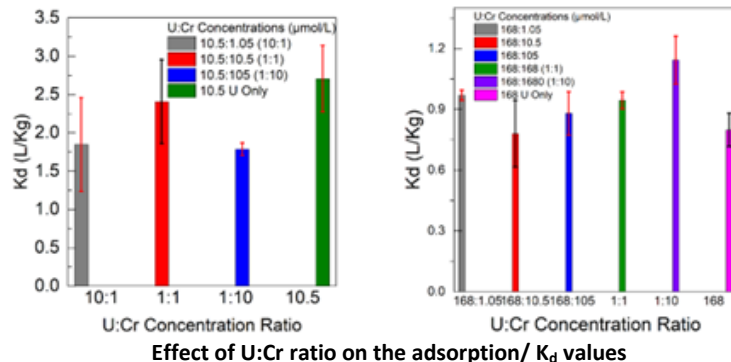 U:Cr Concentrations (µmol/L)
10.5:1.05 (10:1)
10.5:10.5 (1:1)
10.5:105 (1:10)
10.5 U Only
Kd (L/Kg)
3.5
3.0
2.5
2.0
1.5
1.0
0.5
0.0
10:1 1:1 1:10 10.5
U:Cr Concentration Ratio
U:Cr Concentrations (µmol/L)
168:1.05
168:10.5
168:105
168:168 (1:1)
168:1680 (1:10)
168 U Only
Kd (L/Kg)
1.2
0.9
0.6
0.3
0.0
168:1.05 168:10.5 168:105 1:1 1:10 168
U:Cr Concentration Ratio
Effect of U:Cr ratio on the adsorption/ Kd values